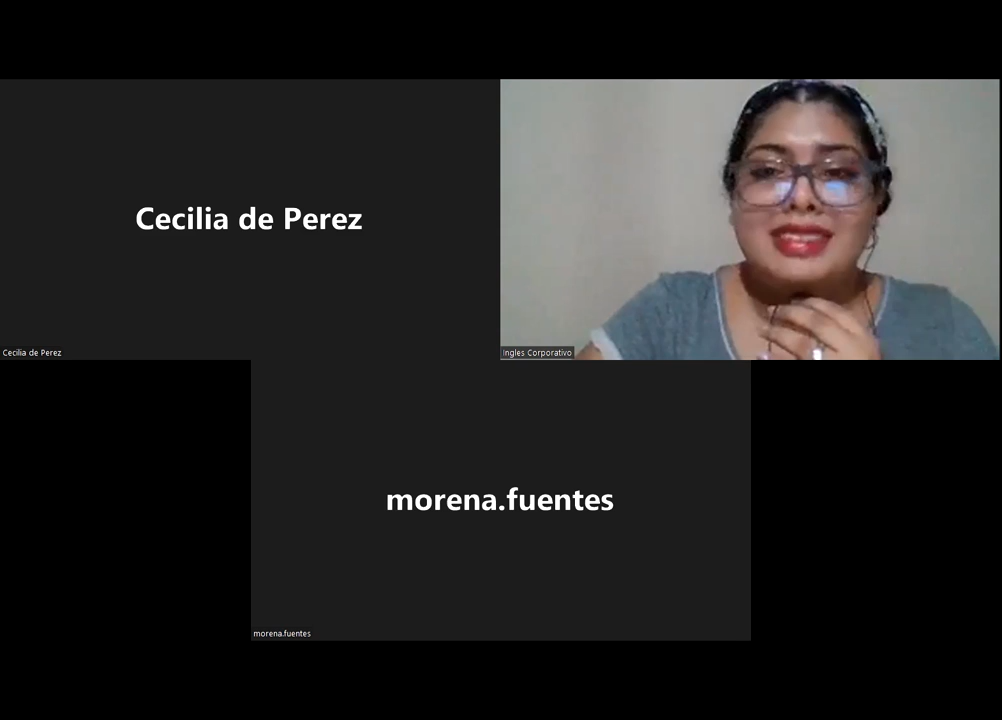 Cecilia de Perez
Cecilia de Perez
Ingles Corporativo
morena.fuentes
morena.fuentes